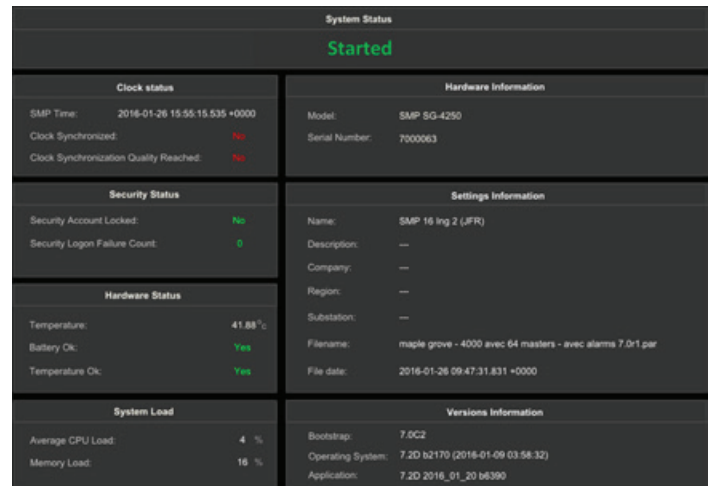 System Status
Started
Clock status
SMP Time: 2016-01-26 15:55:15.535 +0000
Clock Synchronized: No
Clock Synchronization Quality Reached: No
Hardware Information
Model: SMP SG-4250
Serial Number: 7000063
Security Status
Security Account Locked: No
Security Logon Failure Count: 0
Settings Information
Name: SMP 16 Ing 2 (JFR)
Description: —
Company: —
Region: —
Substation: —
Filename: maple grove - 4000 avec 64 masters - avec alarms 7.0r1.par
File date: 2016-01-26 09:47:31.831 +0000
Hardware Status
Temperature: 41.88°c
Battery Ok: Yes
Temperature Ok: Yes
System Load
Average CPU Load: 4 %
Memory Load: 16 %
Versions Information
Bootstrap: 7.0C2
Operating System: 7.2D b2170 (2016-01-09 03:58:32)
Application: 7.2D 2016_01_20 b6390